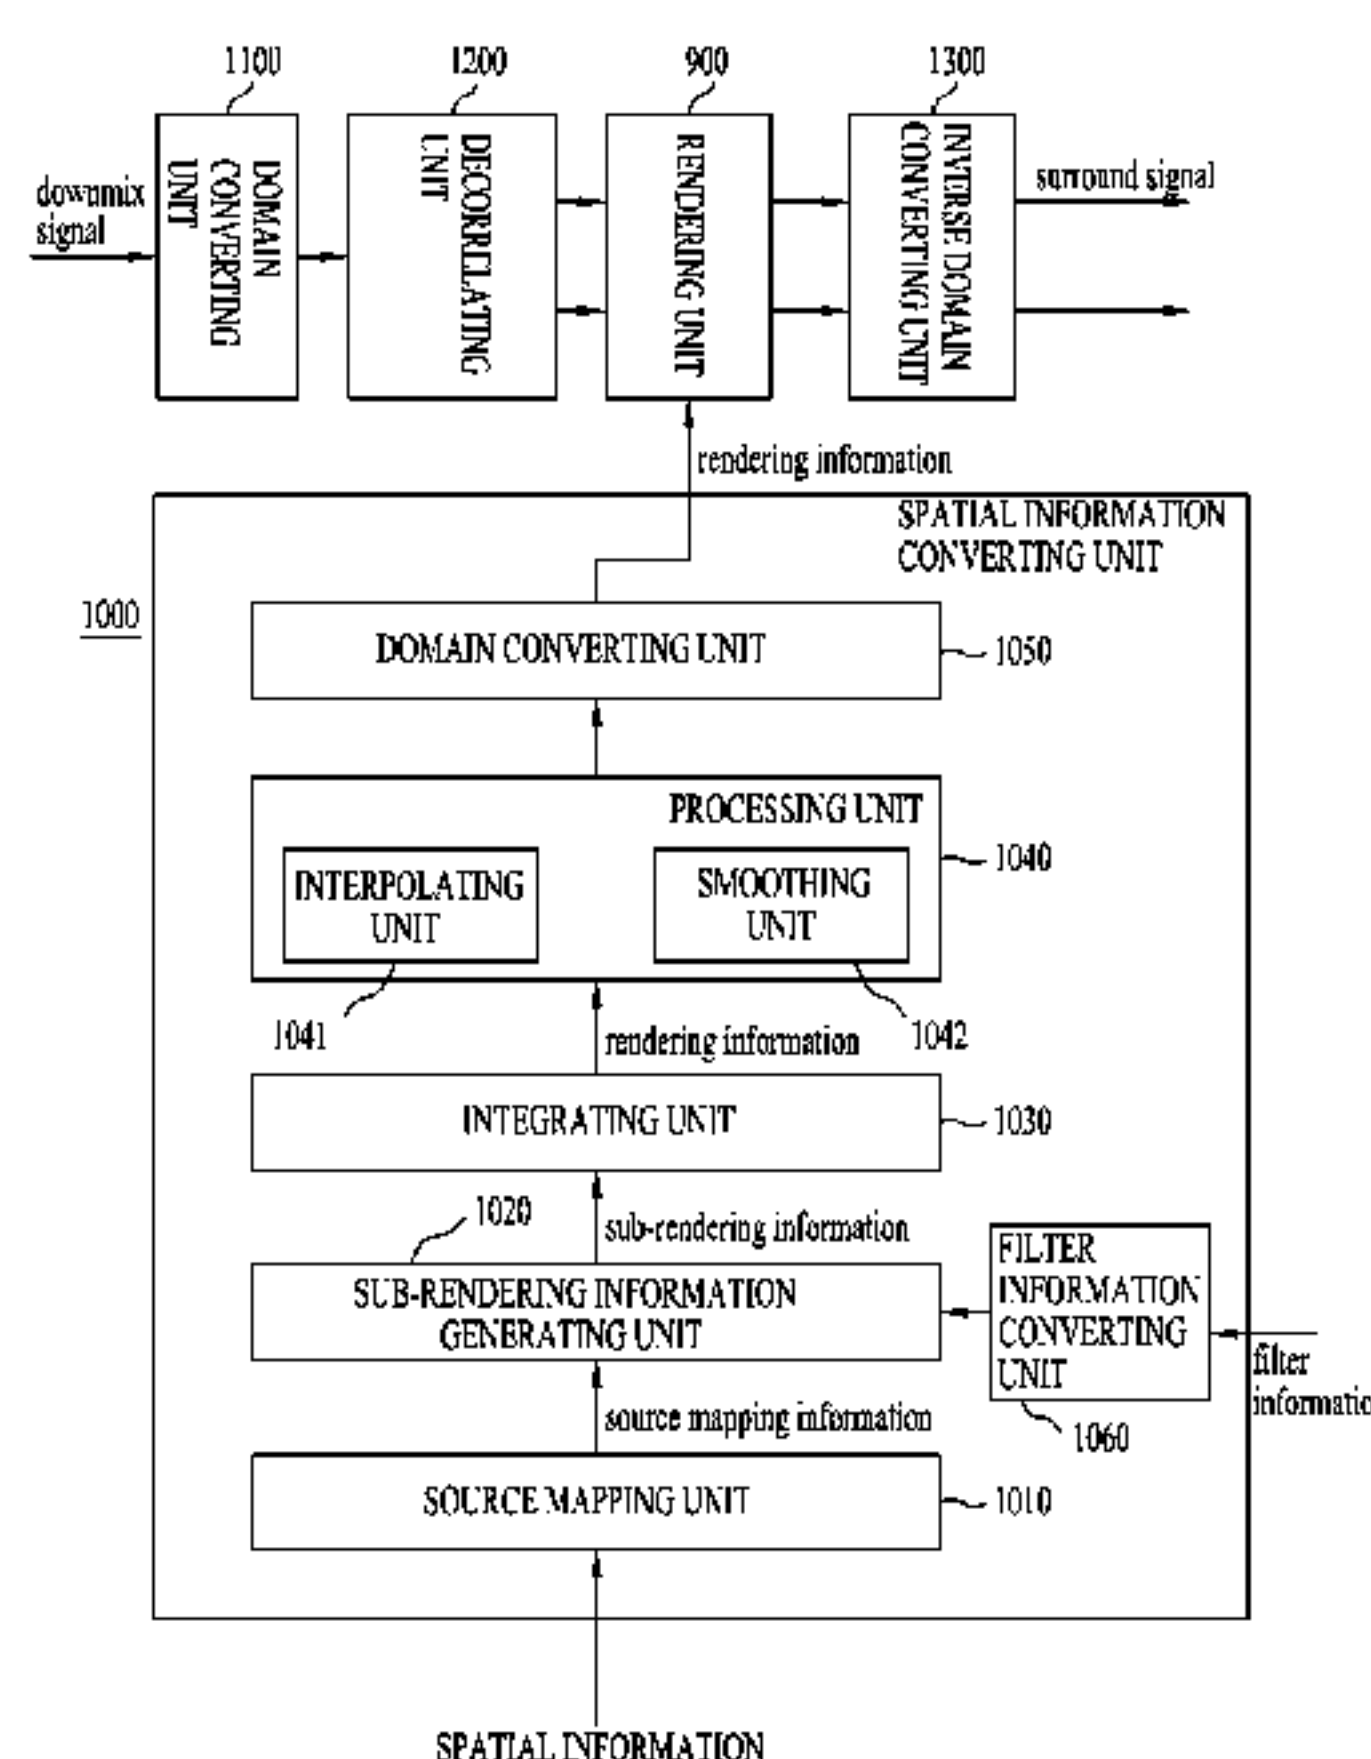 1100
1200
900
1300
downmix
signal
DOMAIN
CONVERTING
UNIT
DECORRELATING
UNIT
RENDERING UNIT
INVERSE DOMAIN
CONVERTING UNIT
surround signal
rendering information
SPATIAL INFORMATION
CONVERTING UNIT
1000
DOMAIN CONVERTING UNIT
1050
PROCESSING UNIT
1040
INTERPOLATING
UNIT
SMOOTHING
UNIT
1041
rendering information
1042
INTEGRATING UNIT
1030
1020
sub-rendering information
SUB-RENDERING INFORMATION
GENERATING UNIT
FILTER
INFORMATION
CONVERTING
UNIT
filter
informatio
source mapping information
1060
SOURCE MAPPING UNIT
1010
SPATIAL INFORMATION